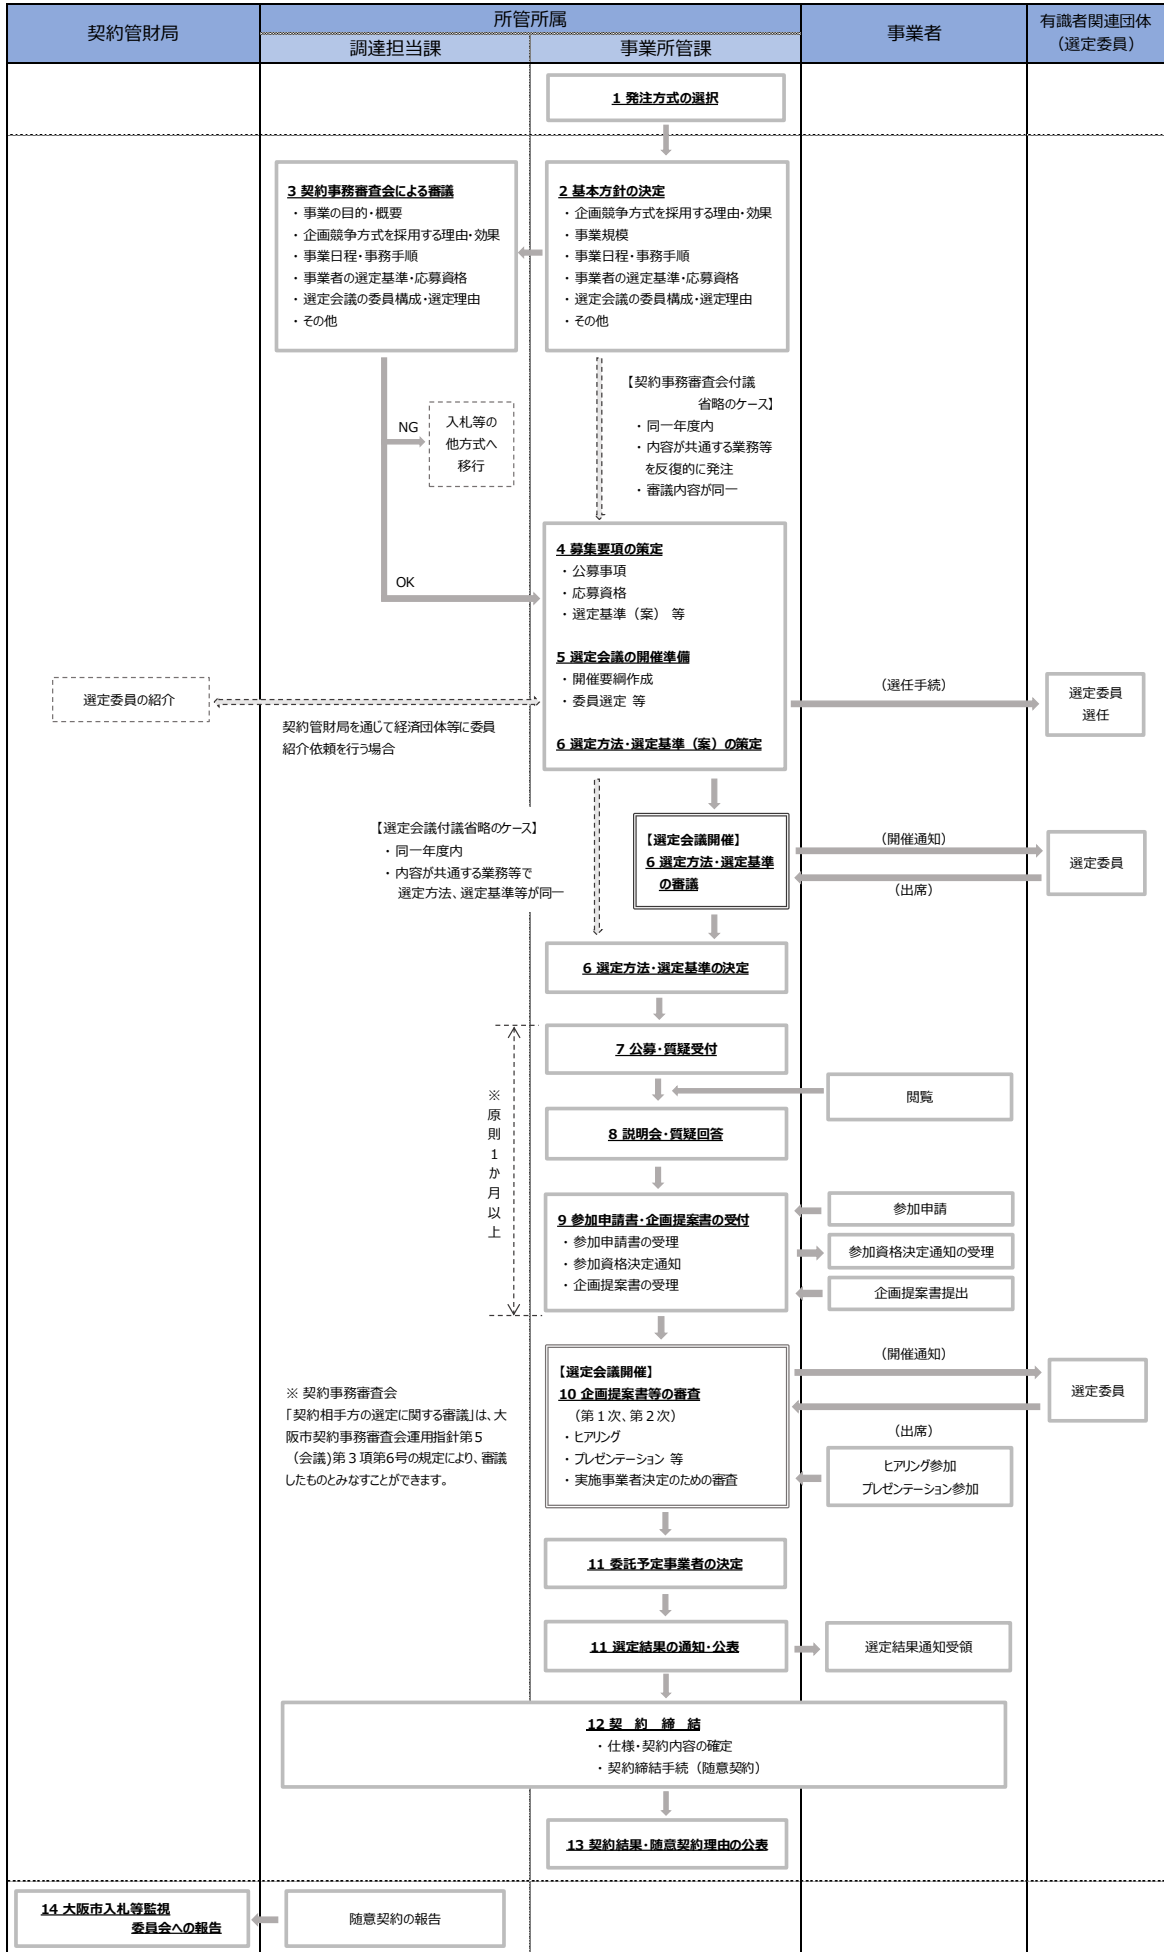 契約管財局
所管所属
調達担当課
事業所管課
事業者
有識者関連団体
(選定委員)
1 発注方式の選択
3 契約事務審査会による審議
・事業の目的・概要
・企画競争方式を採用する理由・効果
・事業日程・事務手順
・事業者の選定基準・応募資格
・選定会議の委員構成・選定理由
・その他
2 基本方針の決定
・企画競争方式を採用する理由・効果
・事業規模
・事業日程・事務手順
・事業者の選定基準・応募資格
・選定会議の委員構成・選定理由
・その他
【契約事務審査会付議
省略のケース】
・同一年度内
・内容が共通する業務等
を反復的に発注
・審議内容が同一
NG
入札等の
他方式へ
移行
OK
4 募集要項の策定
・公募事項
・応募資格
・選定基準(案) 等
5 選定会議の開催準備
・開催要綱作成
・委員選定 等
6 選定方法・選定基準(案)の策定
選定委員の紹介
契約管財局を通じて経済団体等に委員
紹介依頼を行う場合
(選任手続)
選定委員
選任
【選定会議付議省略のケース】
・同一年度内
・内容が共通する業務等で
選定方法、選定基準等が同一
【選定会議開催】
6 選定方法・選定基準
の審議
(開催通知)
(出席)
選定委員
6 選定方法・選定基準の決定
7 公募・質疑受付
閲覧
8 説明会・質疑回答
※原則1か月以上
9 参加申請書・企画提案書の受付
・参加申請書の受理
・参加資格決定通知
・企画提案書の受理
参加申請
参加資格決定通知の受理
企画提案書提出
【選定会議開催】
10 企画提案書等の審査
(第1次、第2次)
・ヒアリング
・プレゼンテーション 等
・実施事業者決定のための審査
(開催通知)
選定委員
(出席)
ヒアリング参加
プレゼンテーション参加
※ 契約事務審査会
「契約相手方の選定に関する審議」は、大
阪市契約事務審査会運用指針第5
(会議)第3項第6号の規定により、審議
したものとみなすことができます。
11 委託予定事業者の決定
11 選定結果の通知・公表
選定結果通知受領
12 契 約 締 結
・仕様・契約内容の確定
・契約締結手続(随意契約)
13 契約結果・随意契約理由の公表
14 大阪市入札等監視
委員会への報告
随意契約の報告